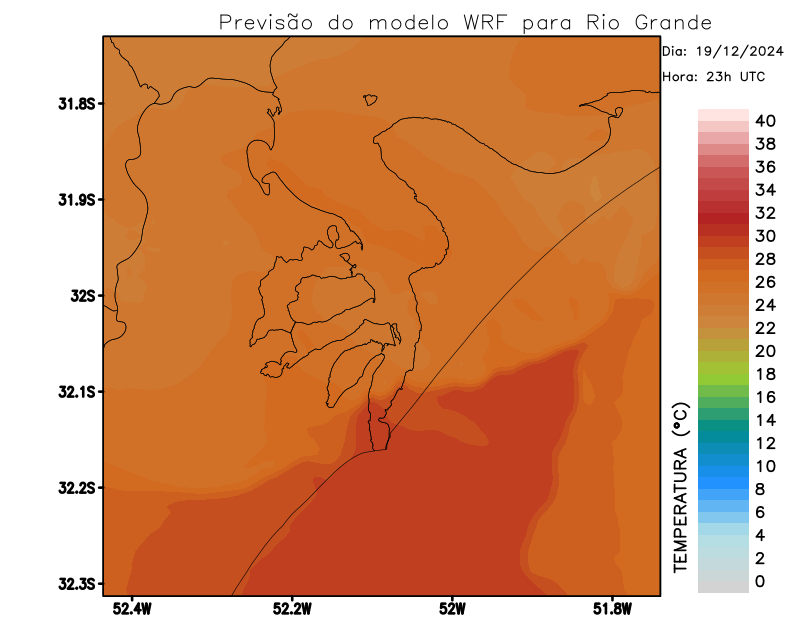 Previsão do modelo WRF para Rio Grande
Dia: 19/12/2024
Hora: 23h UTC
31.8S
31.9S
32S
32.1S
32.2S
32.3S
52.4W
52.2W
52W
51.8W
40
38
36
34
32
30
28
26
24
22
20
18
16
14
12
10
8
6
4
2
0
TEMPERATURA (°C)